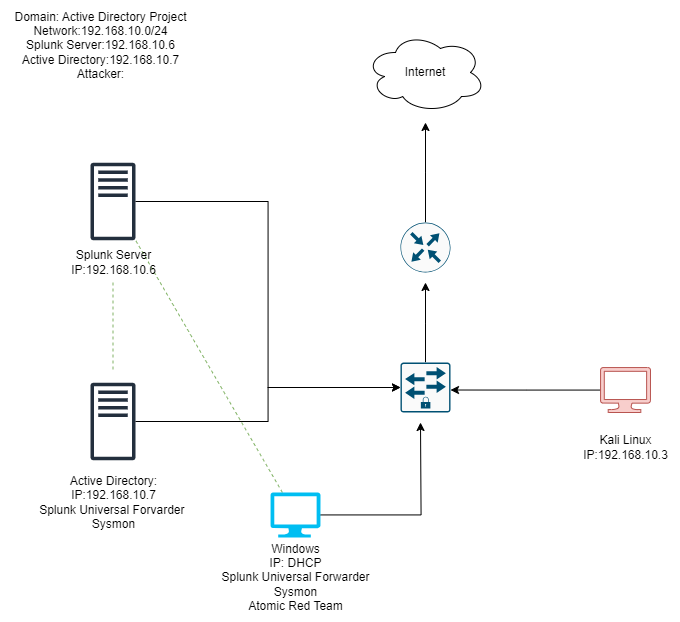 Domain: Active Directory Project
Network:192.168.10.0/24
Splunk Server:192.168.10.6
Active Directory:192.168.10.7
Attacker:
Internet
Splunk Server
IP:192.168.10.6
Kali Linux
IP:192.168.10.3
Active Directory:
IP:192.168.10.7
Splunk Universal Forvarder
Sysmon
Windows
IP: DHCP
Splunk Universal Forwarder
Sysmon
Atomic Red Team